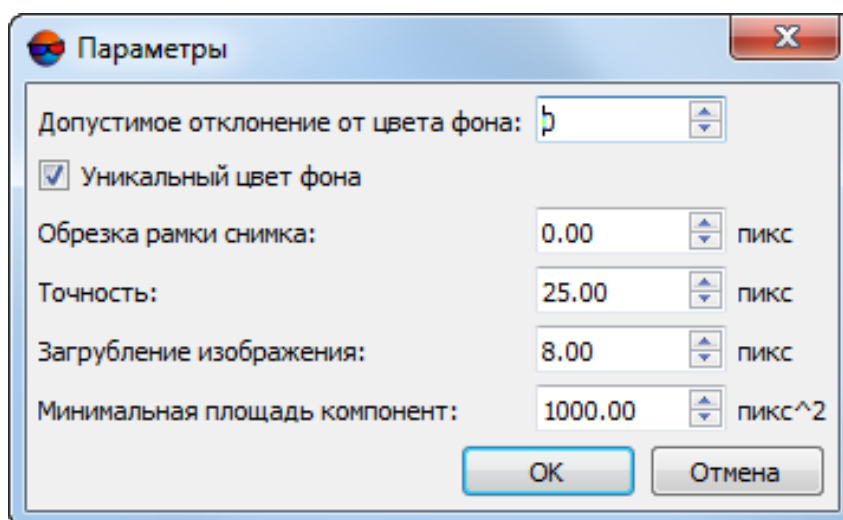 Параметры
Допустимое отклонение от цвета фона: 0
Уникальный цвет фона
Обрезка рамки снимка: 0.00 пикс
Точность: 25.00 пикс
Загрубление изображения: 8.00 пикс
Минимальная площадь компонент: 1000.00 пикс^2
OK Отмена